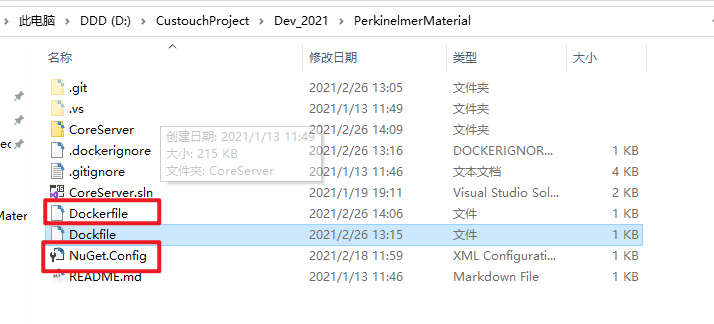 此电脑 > DDD (D:) > CustouchProject > Dev_2021 > PerkinelmerMaterial
名称 修改日期 类型 大小
.git 2021/2/26 13:05 文件夹
.vs 2021/1/13 11:49 文件夹
CoreServer 2021/2/26 14:09 文件夹
创建日期: 2021/1/13 11:49
.dockerignore 2021/2/26 13:16 DOCKERIGNOR... 1 KB
大小: 215 KB
.gitignore 2021/1/13 11:46 文本文档 4 KB
文件夹: CoreServer
CoreServer.sln 2021/1/19 19:11 Visual Studio Sol... 2 KB
Dockerfile 2021/2/26 14:06 文件 1 KB
Dockfile 2021/2/26 13:15 文件 1 KB
NuGet.Config 2021/2/18 11:59 XML Configuratio... 1 KB
README.md 2021/1/13 11:46 Markdown File 1 KB